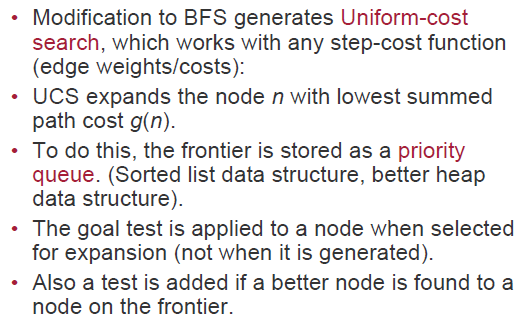 • Modification to BFS generates Uniform-cost
search, which works with any step-cost function
(edge weights/costs):
• UCS expands the node n with lowest summed
path cost g(n).
• To do this, the frontier is stored as a priority
queue. (Sorted list data structure, better heap
data structure).
• The goal test is applied to a node when selected
for expansion (not when it is generated).
• Also a test is added if a better node is found to a
node on the frontier.